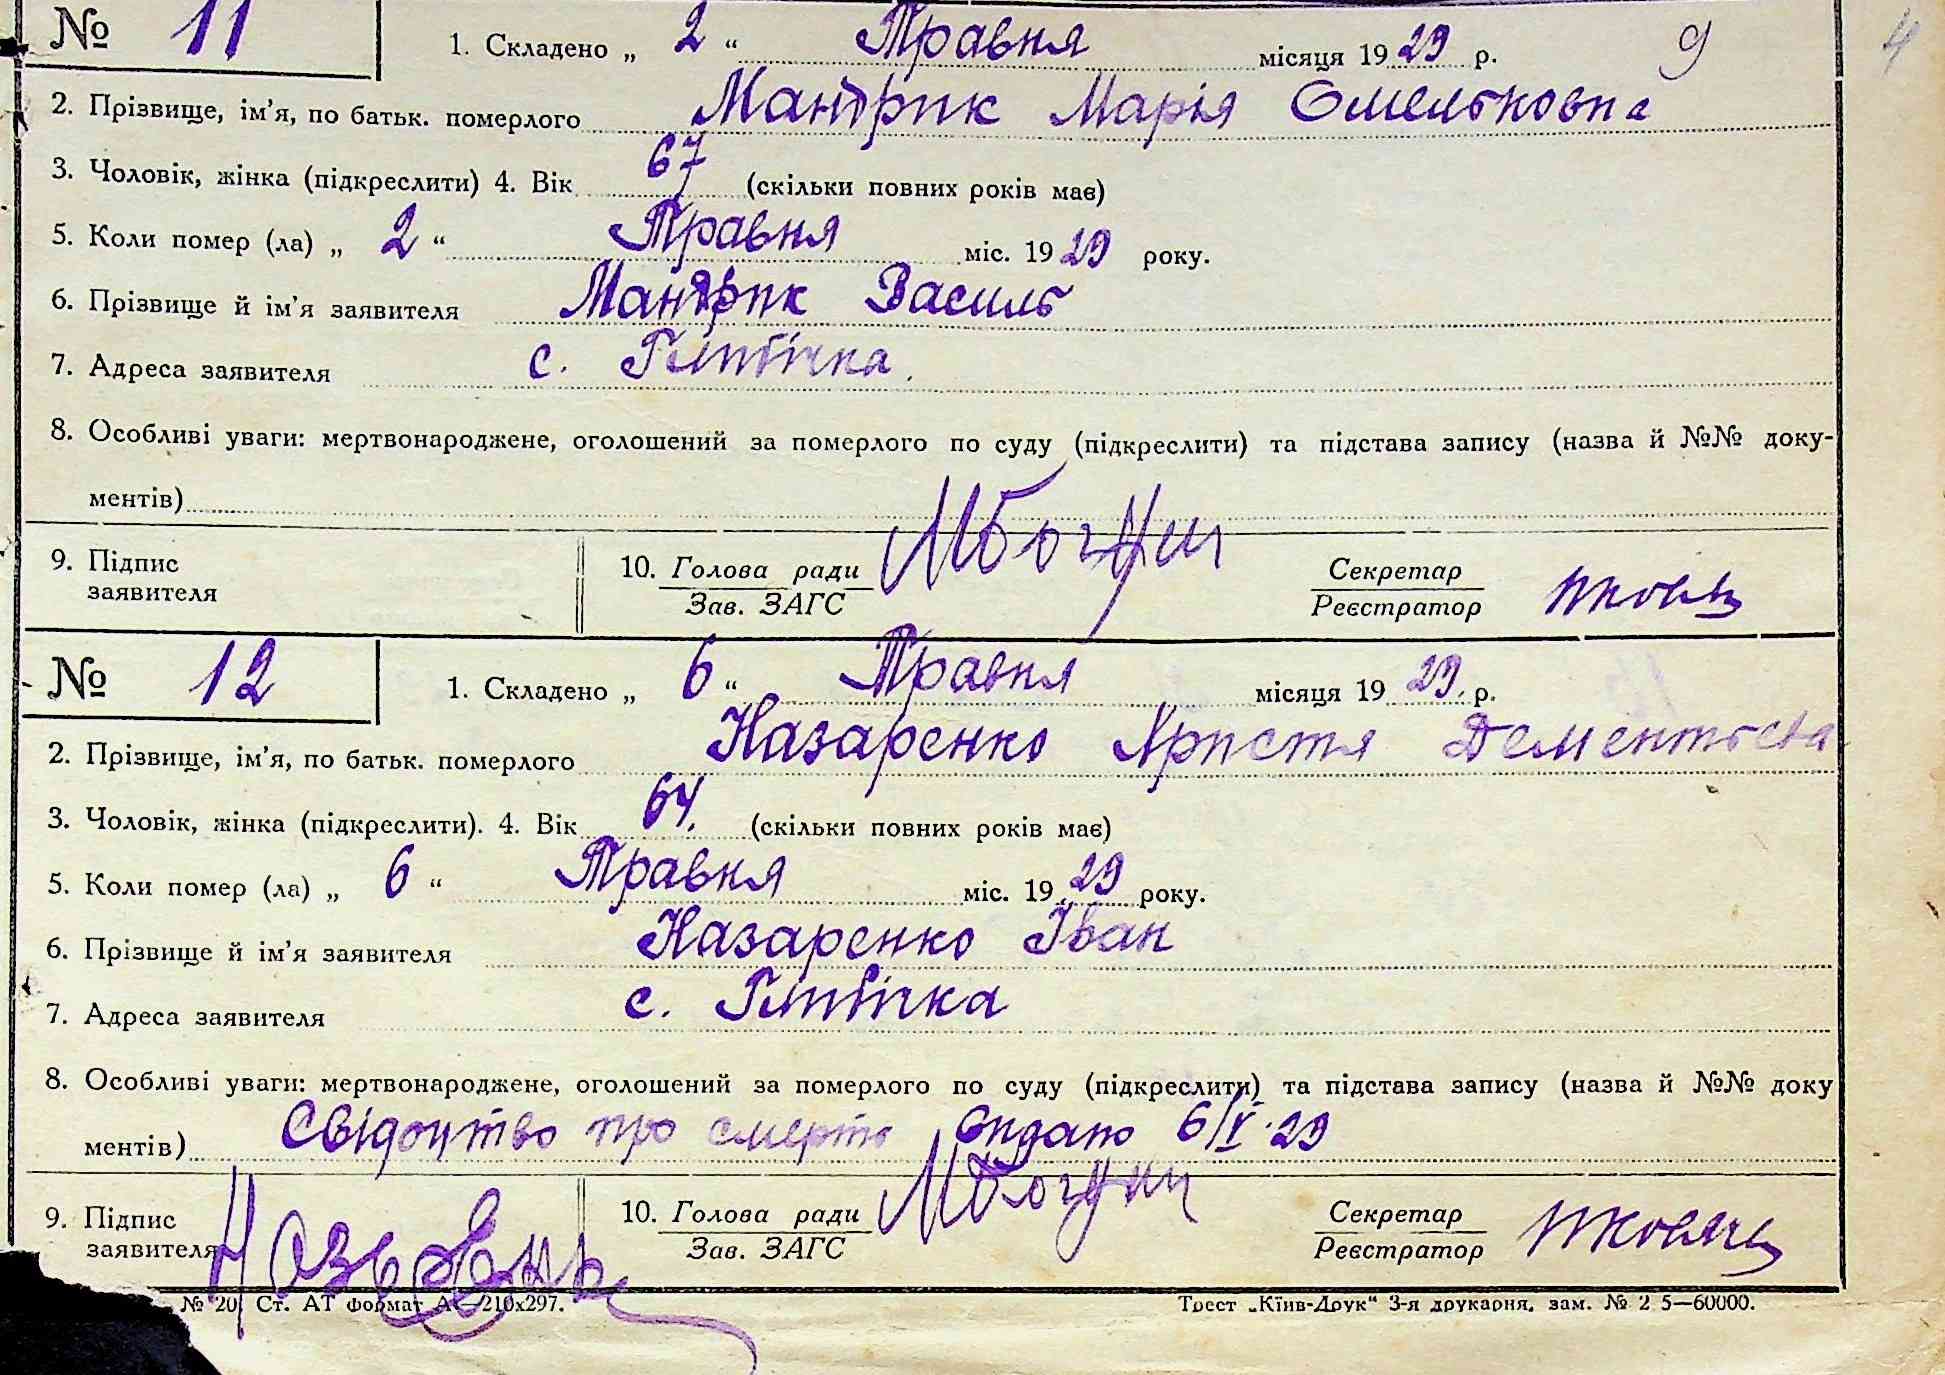 № 11 1. Складено „ 2 “ Травня місяця 1929 р. 9 4
2. Прізвище, ім’я, по батьк. померлого Мандрик Марія Омельковна
3. Чоловік, жінка (підкреслити) 4. Вік 67 (скільки повних років має)
5. Коли помер (ла) „ 2 “ Травня міс. 1929 року.
6. Прізвище й ім’я заявителя Мандрик Василь
7. Адреса заявителя с. Глибічка.
8. Особливі уваги: мертвонароджене, оголошений за померлого по суду (підкреслити) та підстава запису (назва й №№ доку-
ментів)
9. Підпис заявителя 10. Голова ради Зав. ЗАГС Секретар Реєстратор
№ 12 1. Складено „ 6 “ Травня місяця 1929. р.
2. Прізвище, ім’я, по батьк. померлого Назаренко Христя Дементьєва
3. Чоловік, жінка (підкреслити). 4. Вік 64. (скільки повних років має)
5. Коли помер (ла) „ 6 “ Травня міс. 1929 року.
6. Прізвище й ім’я заявителя Назаренко Іван
7. Адреса заявителя с. Глибічка
8. Особливі уваги: мертвонароджене, оголошений за померлого по суду (підкреслити) та підстава запису (назва й №№ доку
ментів) Свідоцтво про смерть видано 6/V.29
9. Підпис заявителя 10. Голова ради Зав. ЗАГС Секретар Реєстратор
№ 20 Ст. АТ формат А4—210х297. Трест „Київ-Друк“ 3-я друкарня, зам. № 2 5—60000.